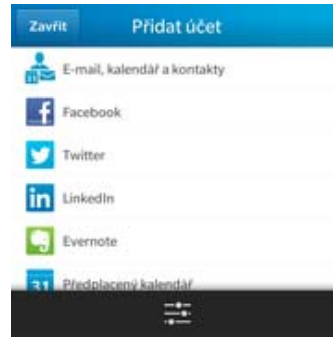 Zavřít
Přidat účet
E-mail, kalendář a kontakty
Facebook
Twitter
LinkedIn
Evernote
31
Předplacený kalendář